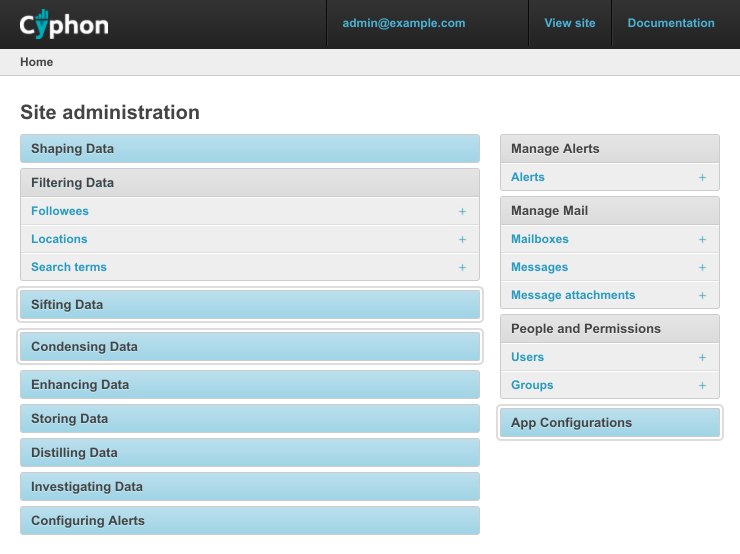 Cyphon
admin@example.com
View site
Documentation
Home
Site administration
Shaping Data
Filtering Data
Followees +
Locations +
Search terms +
Sifting Data
Condensing Data
Enhancing Data
Storing Data
Distilling Data
Investigating Data
Configuring Alerts
Manage Alerts
Alerts +
Manage Mail
Mailboxes +
Messages +
Message attachments +
People and Permissions
Users +
Groups +
App Configurations